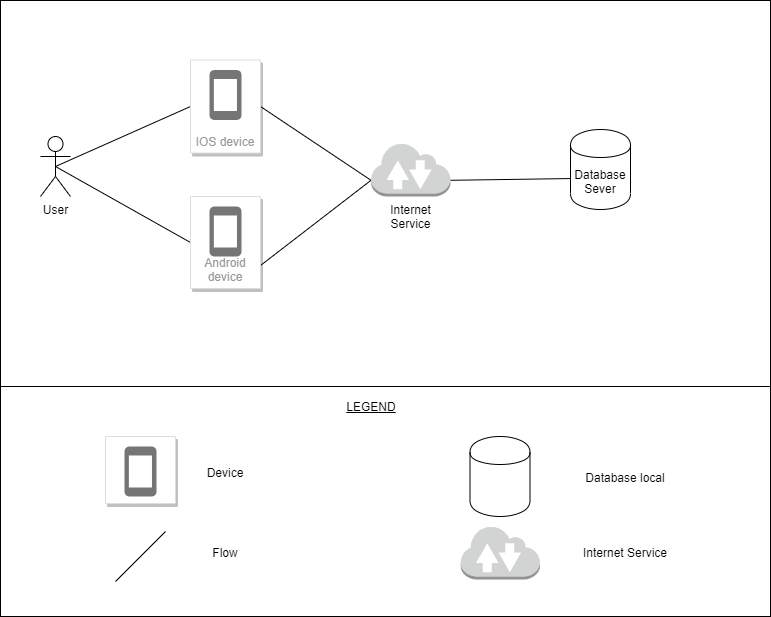 IOS device
User
Android
device
Internet
Service
Database
Sever
LEGEND
Device
Database local
Flow
Internet Service